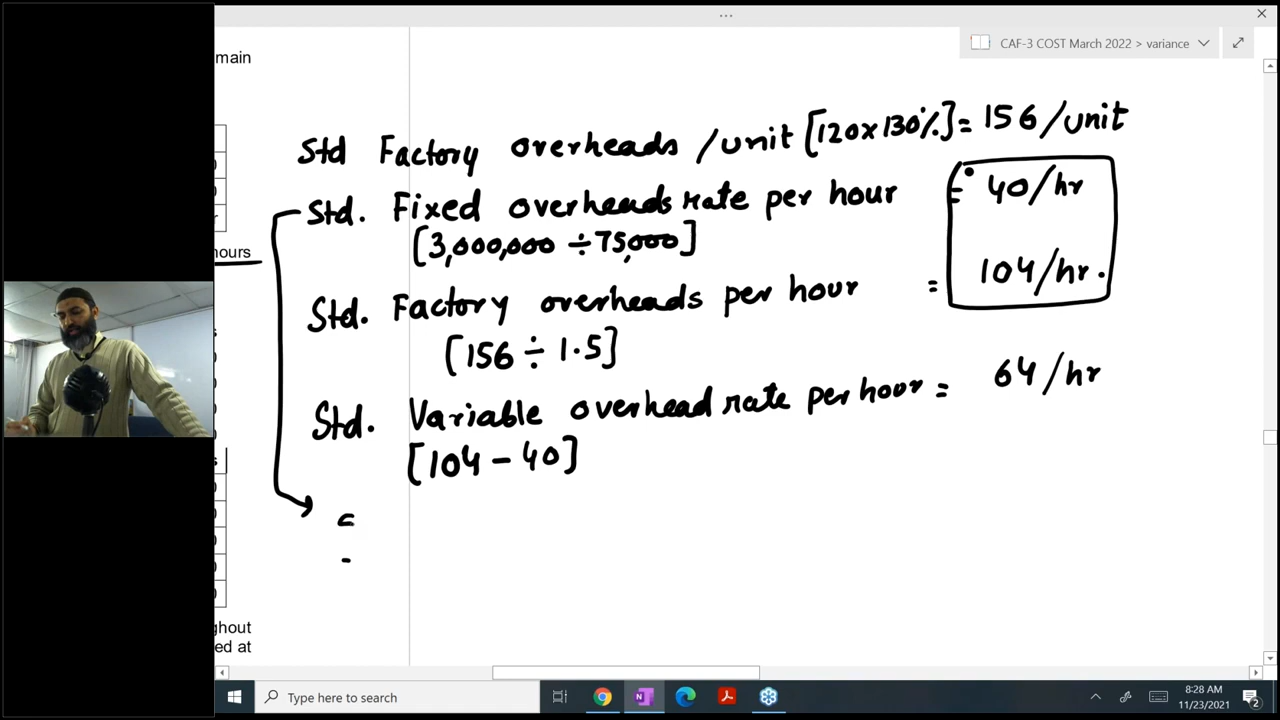 ...
CAF-3 COST March 2022 > variance
main
Std Factory overheads /unit [120x130%] = 156/unit
Std. Fixed overheads rate per hour = 40/hr
[3,000,000 ÷ 75,000]
hours
Std. Factory overheads per hour = 104/hr.
[156 ÷ 1.5]
Std. Variable overhead rate per hour = 64/hr
[104 - 40]
ghout
ed at
Type here to search
8:28 AM
11/23/2021
2